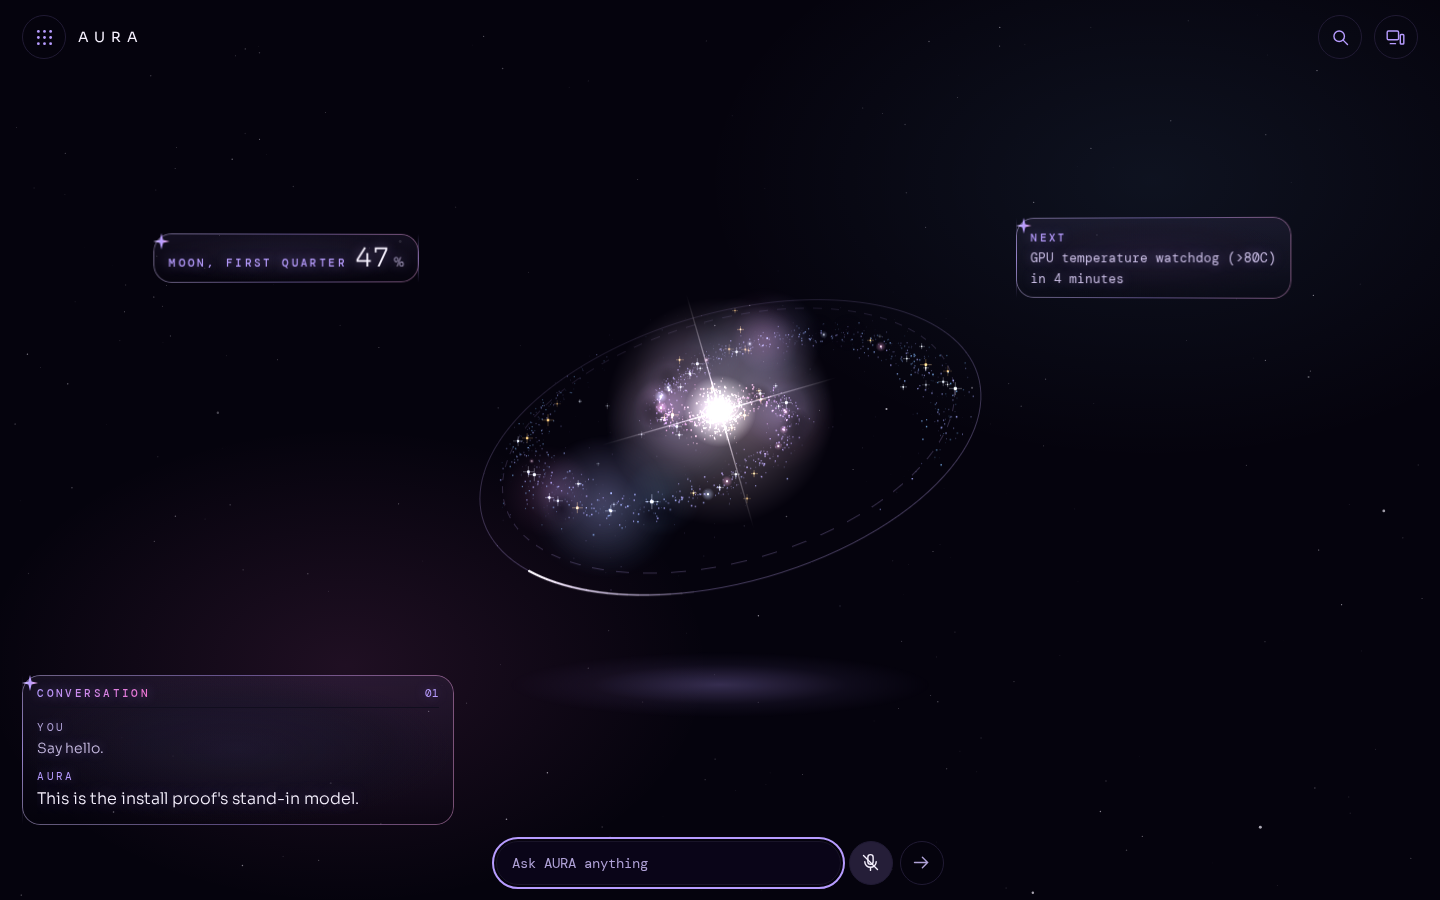 AURA
MOON, FIRST QUARTER 47 %
NEXT
GPU temperature watchdog (>80C)
in 4 minutes
CONVERSATION 01
YOU
Say hello.
AURA
This is the install proof's stand-in model.
Ask AURA anything